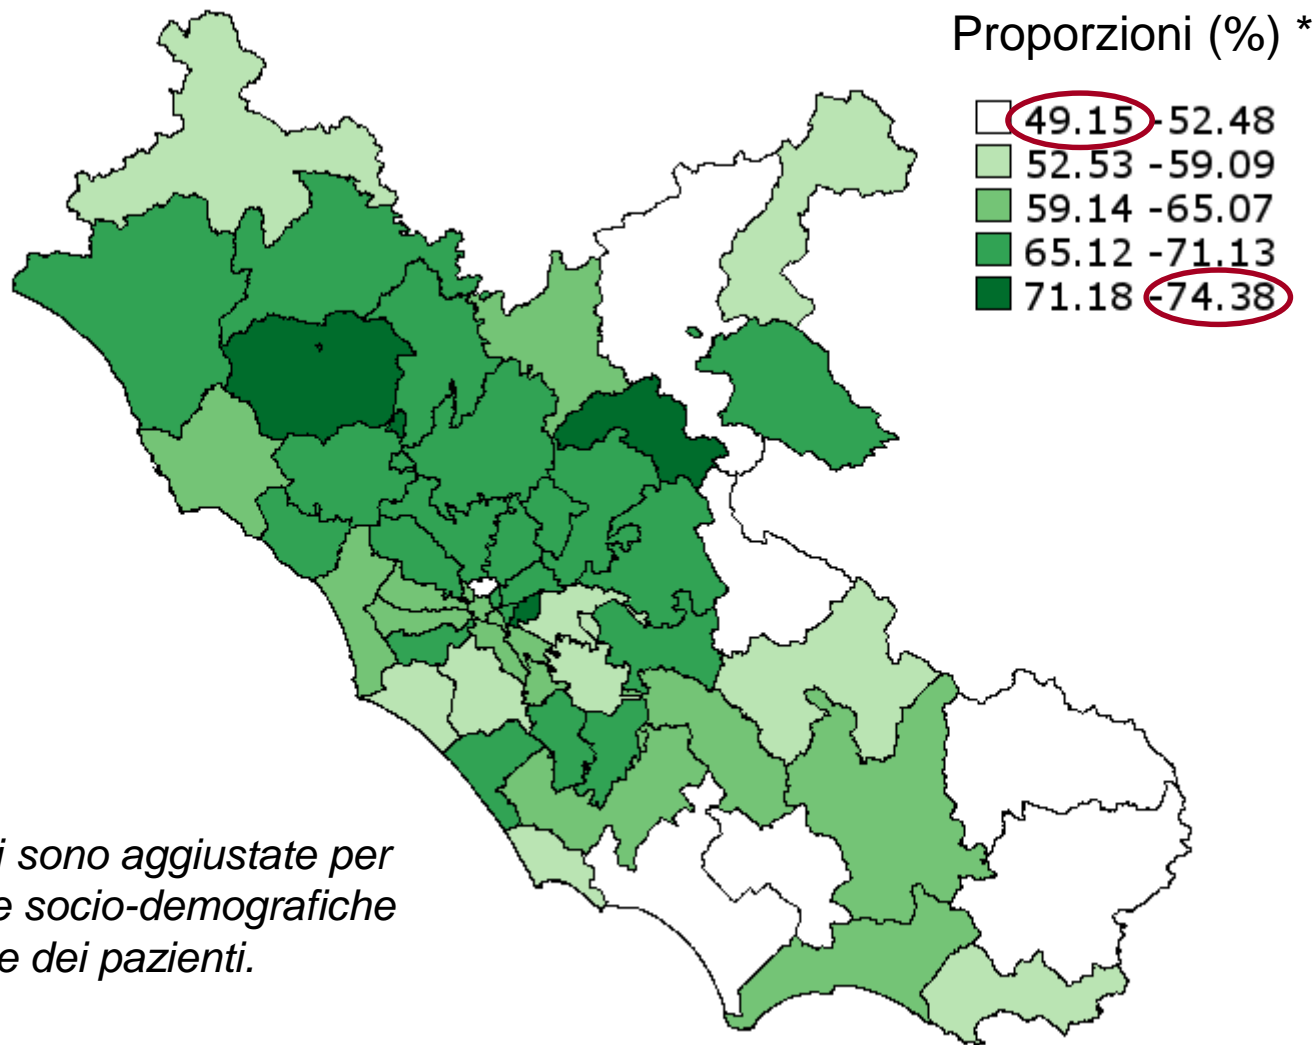 Proporzioni (%) *
49.15 -52.48
52.53 -59.09
59.14 -65.07
65.12 -71.13
71.18 -74.38
i sono aggiustate per
e socio-demografiche
e dei pazienti.